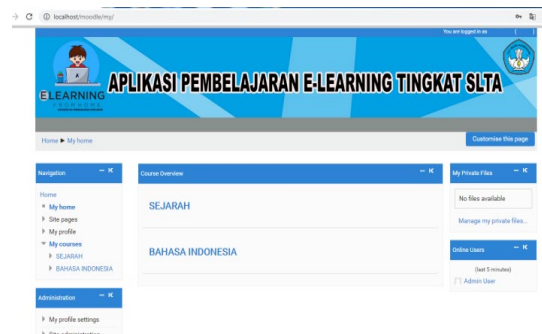 localhost/moodle/my/
You are logged in as
ELEARNING
APLIKASI PEMBELAJARAN E-LEARNING TINGKAT SLTA
Home ▶ My home
Customise this page
Navigation
Home
My home
Site pages
My profile
My courses
SEJARAH
BAHASA INDONESIA
Administration
My profile settings
Site administration
Course Overview
SEJARAH
BAHASA INDONESIA
My Private Files
No files available
Manage my private files...
Online Users
(last 5 minutes)
Admin User